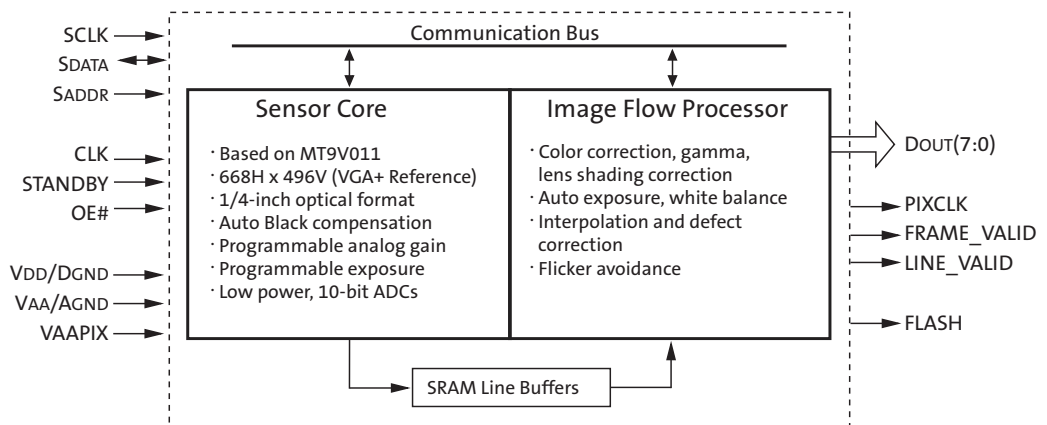 SCLK
SDATA
SADDR
CLK
STANDBY
OE#
VDD/DGND
VAA/AGND
VAAPIX
Communication Bus
Sensor Core
· Based on MT9V011
· 668H x 496V (VGA+ Reference)
· 1/4-inch optical format
· Auto Black compensation
· Programmable analog gain
· Programmable exposure
· Low power, 10-bit ADCs
Image Flow Processor
· Color correction, gamma,
lens shading correction
· Auto exposure, white balance
· Interpolation and defect
correction
· Flicker avoidance
SRAM Line Buffers
DOUT(7:0)
PIXCLK
FRAME_VALID
LINE_VALID
FLASH